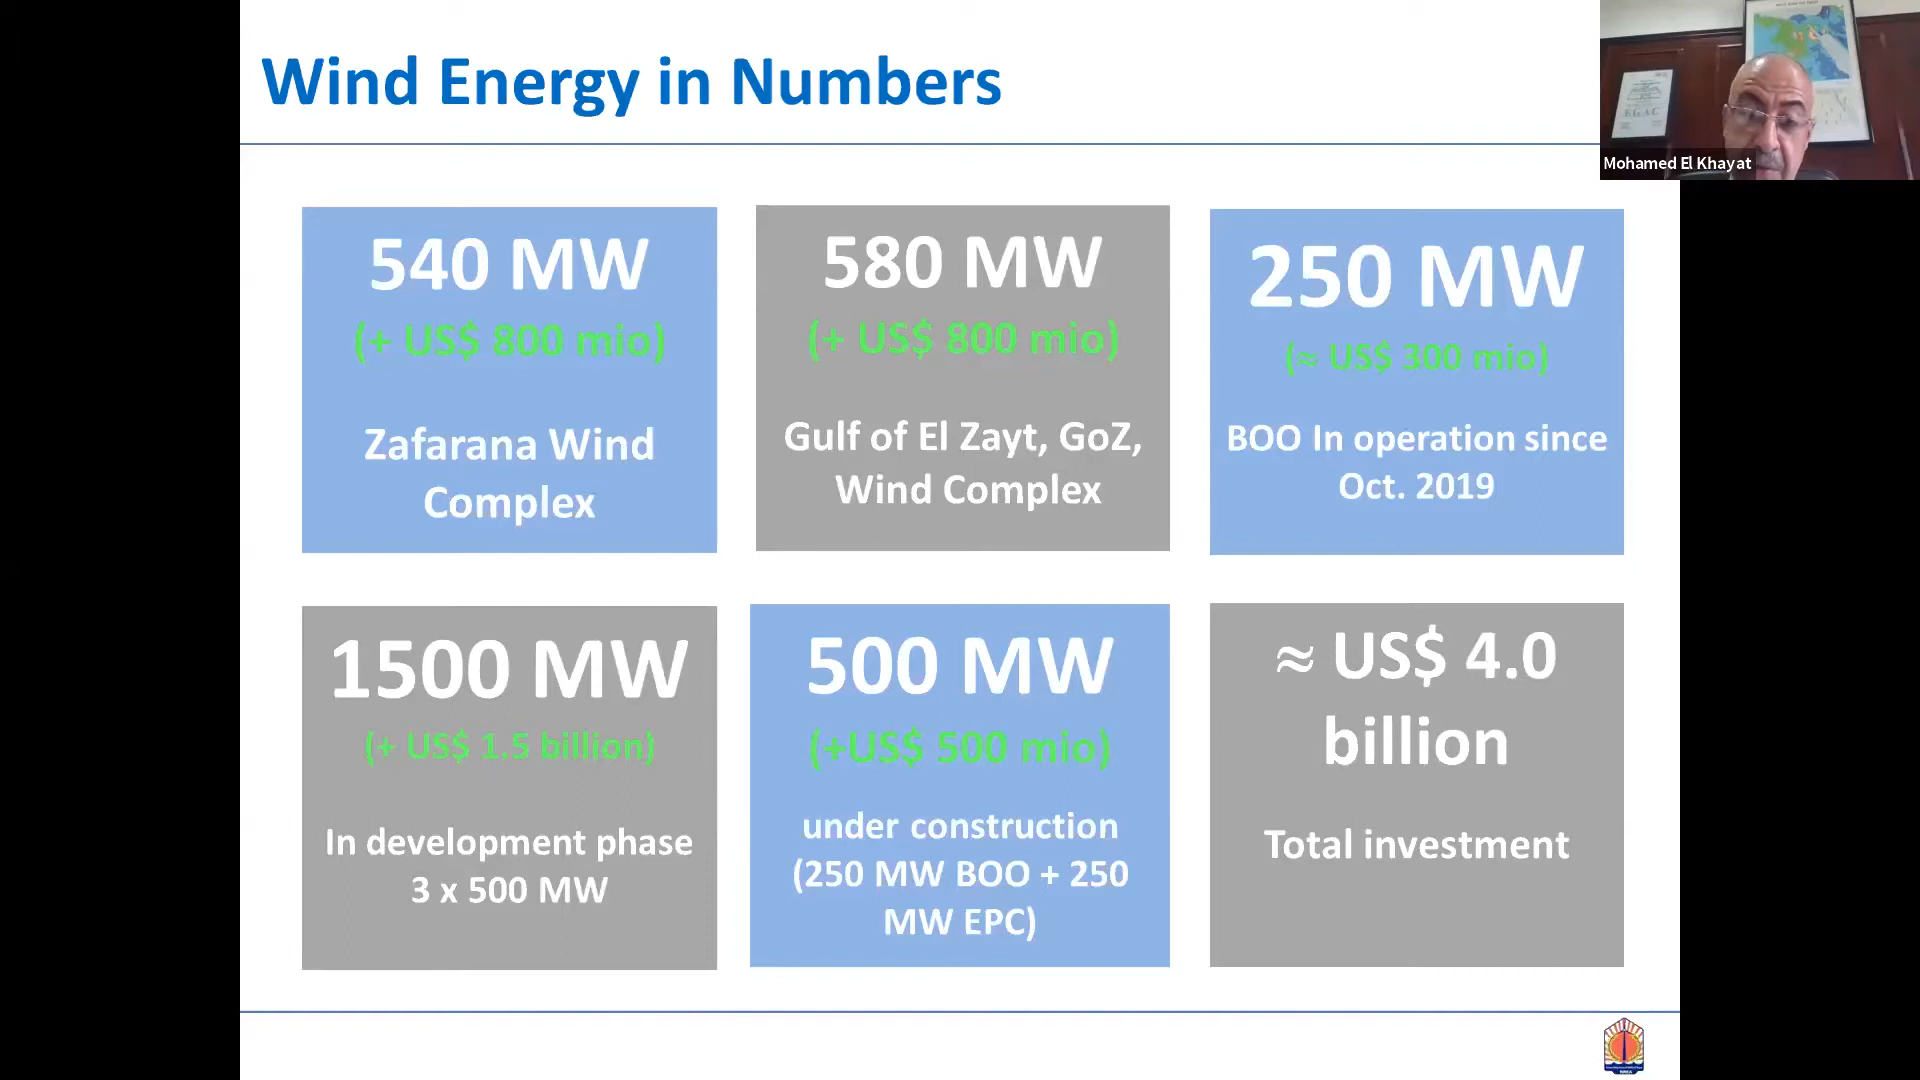 Wind Energy in Numbers
Mohamed El Khayat
540 MW
(+ US$ 800 mio)
Zafarana Wind
Complex
580 MW
(+ US$ 800 mio)
Gulf of El Zayt, GoZ,
Wind Complex
250 MW
(≈ US$ 300 mio)
BOO In operation since
Oct. 2019
1500 MW
(+ US$ 1.5 billion)
In development phase
3 x 500 MW
500 MW
(+US$ 500 mio)
under construction
(250 MW BOO + 250
MW EPC)
≈ US$ 4.0
billion
Total investment